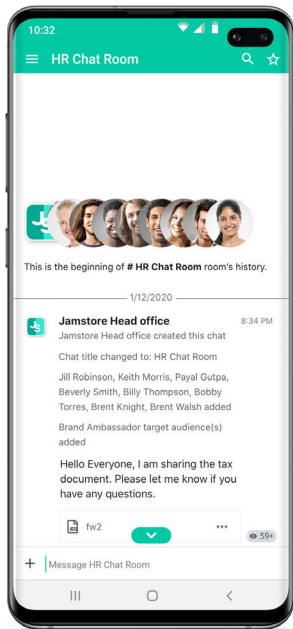 10:32
HR Chat Room
JS
This is the beginning of # HR Chat Room room's history.
1/12/2020
Jamstore Head office 8:34 PM
JS
Jamstore Head office created this chat
Chat title changed to: HR Chat Room
Jill Robinson, Keith Morris, Payal Gutpa,
Beverly Smith, Billy Thompson, Bobby
Torres, Brent Knight, Brent Walsh added
Brand Ambassador target audience(s)
added
Hello Everyone, I am sharing the tax
document. Please let me know if you
have any questions.
fw2 ...
59+
+ Message HR Chat Room